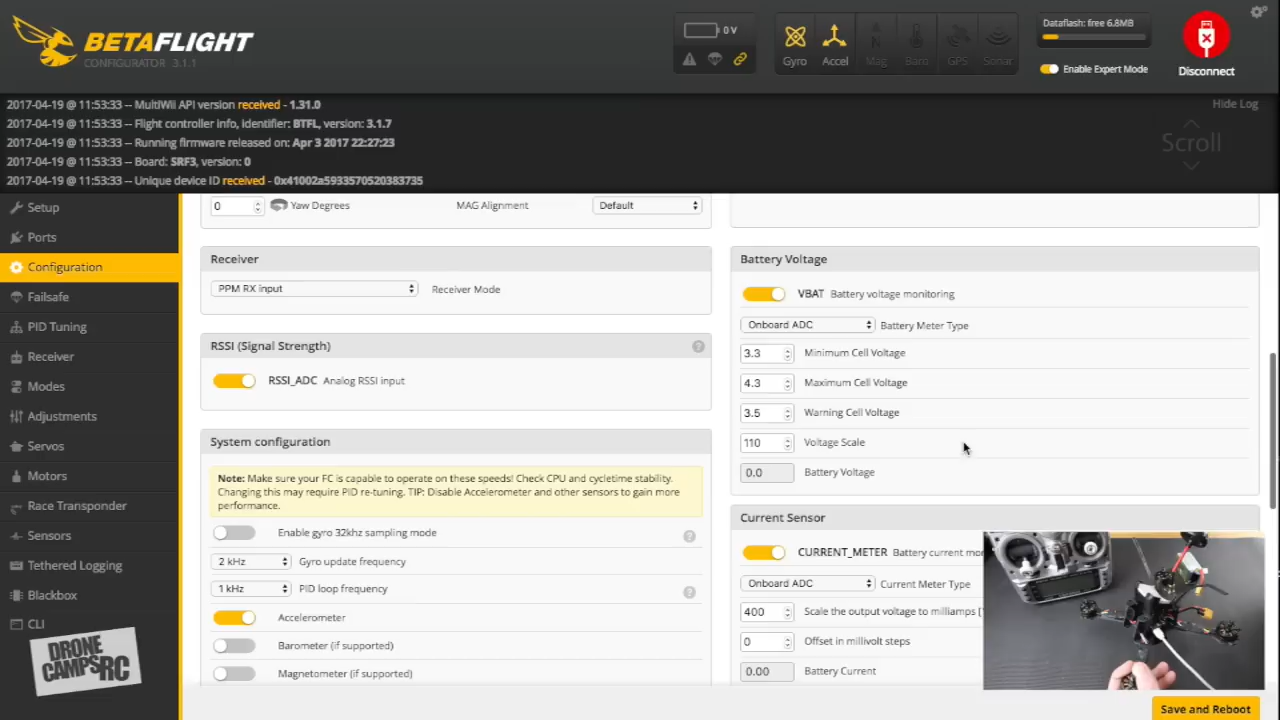 BETAFLIGHT
CONFIGURATOR 3.1.1
0 V
Gyro
Accel
Mag
Baro
GPS
Sonar
Dataflash: free 6.8MB
Enable Expert Mode
Disconnect
2017-04-19 @ 11:53:33 -- MultiWii API version received - 1.31.0
2017-04-19 @ 11:53:33 -- Flight controller info, identifier: BTFL, version: 3.1.7
2017-04-19 @ 11:53:33 -- Running firmware released on: Apr 3 2017 22:27:23
2017-04-19 @ 11:53:33 -- Board: SRF3, version: 0
2017-04-19 @ 11:53:33 -- Unique device ID received - 0x41002a5933570520383735
Hide Log
Scroll
Setup
Ports
Configuration
Failsafe
PID Tuning
Receiver
Modes
Adjustments
Servos
Motors
Race Transponder
Sensors
Tethered Logging
Blackbox
CLI
DRONE
CAMPS RC
0 Yaw Degrees
MAG Alignment Default
Receiver
PPM RX input Receiver Mode
RSSI (Signal Strength)
RSSI_ADC Analog RSSI input
System configuration
Note: Make sure your FC is capable to operate on these speeds! Check CPU and cycletime stability.
Changing this may require PID re-tuning. TIP: Disable Accelerometer and other sensors to gain more
performance.
Enable gyro 32khz sampling mode
2 kHz Gyro update frequency
1 kHz PID loop frequency
Accelerometer
Barometer (if supported)
Magnetometer (if supported)
Battery Voltage
VBAT Battery voltage monitoring
Onboard ADC Battery Meter Type
3.3 Minimum Cell Voltage
4.3 Maximum Cell Voltage
3.5 Warning Cell Voltage
110 Voltage Scale
0.0 Battery Voltage
Current Sensor
CURRENT_METER Battery current mo
Onboard ADC Current Meter Type
400 Scale the output voltage to milliamps [
0 Offset in millivolt steps
0.00 Battery Current
Save and Reboot